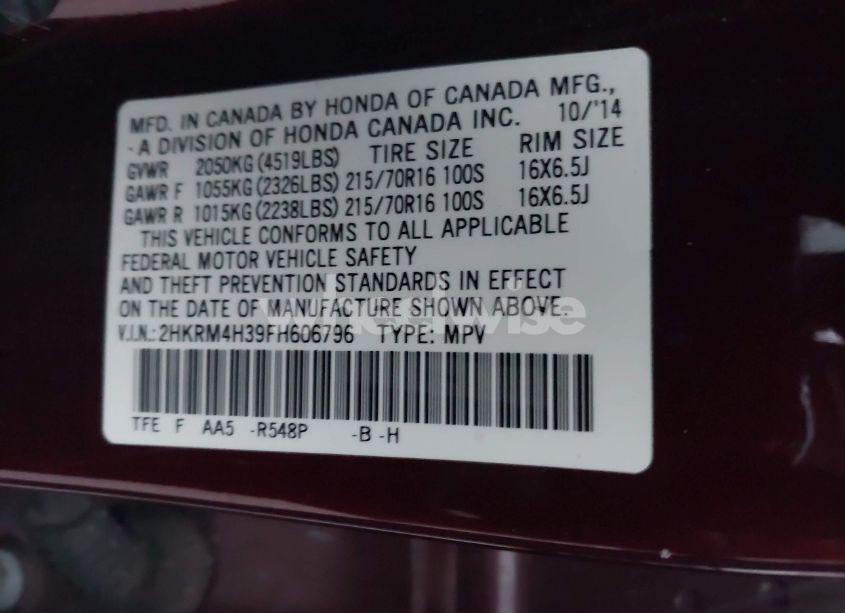 MFD. IN CANADA BY HONDA OF CANADA MFG.,
- A DIVISION OF HONDA CANADA INC. 10/'14
GVWR 2050KG (4519LBS) TIRE SIZE RIM SIZE
GAWR F 1055KG (2326LBS) 215/70R16 100S 16X6.5J
GAWR R 1015KG (2238LBS) 215/70R16 100S 16X6.5J
THIS VEHICLE CONFORMS TO ALL APPLICABLE
FEDERAL MOTOR VEHICLE SAFETY
AND THEFT PREVENTION STANDARDS IN EFFECT
ON THE DATE OF MANUFACTURE SHOWN ABOVE.
wheelwise
V.I.N.: 2HKRM4H39FH606796 TYPE: MPV
TFE F AA5 -R548P -B -H